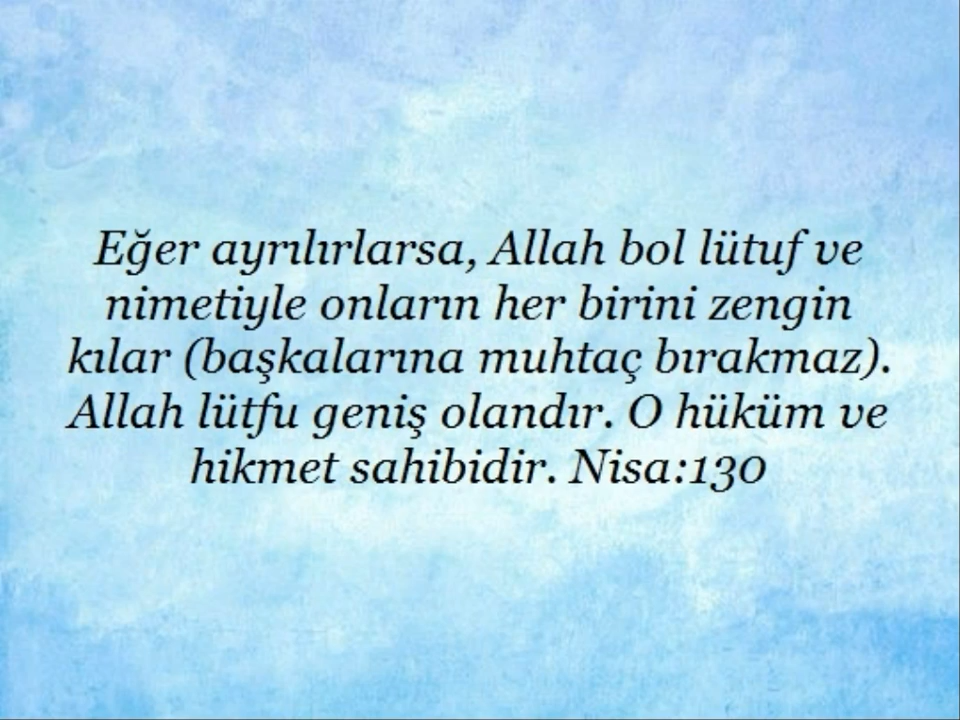 Eğer ayrılırlarsa, Allah bol lütuf ve
nimetiyle onların her birini zengin
kılar (başkalarına muhtaç bırakmaz).
Allah lütfu geniş olandır. O hüküm ve
hikmet sahibidir. Nisa:130